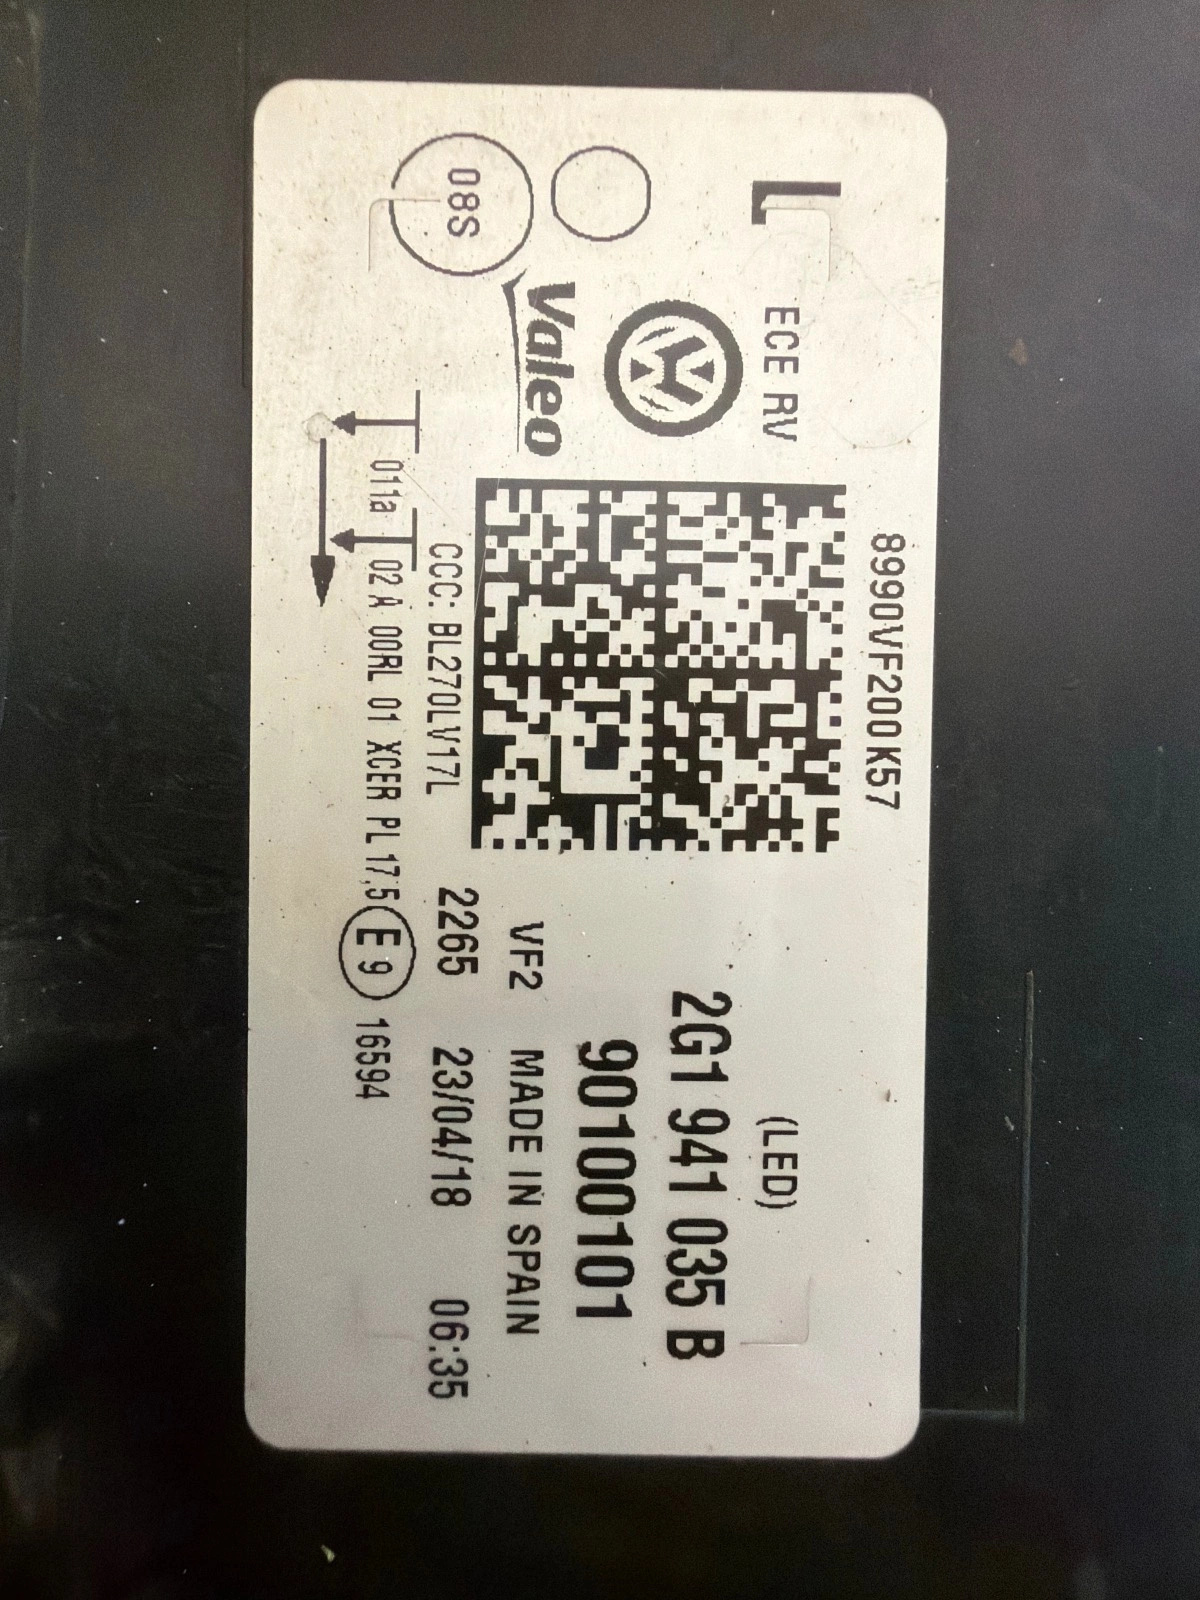 8990VF200K57
L ECE RV (LED)
2G1 941 035 B
90100101
Valeo
VF2 MADE IN SPAIN
08S
2265 23/04/18 06:35
CCC: BL270LV17L
011a 02 A 00RL 01 XCER PL 17,5 E 9 16594